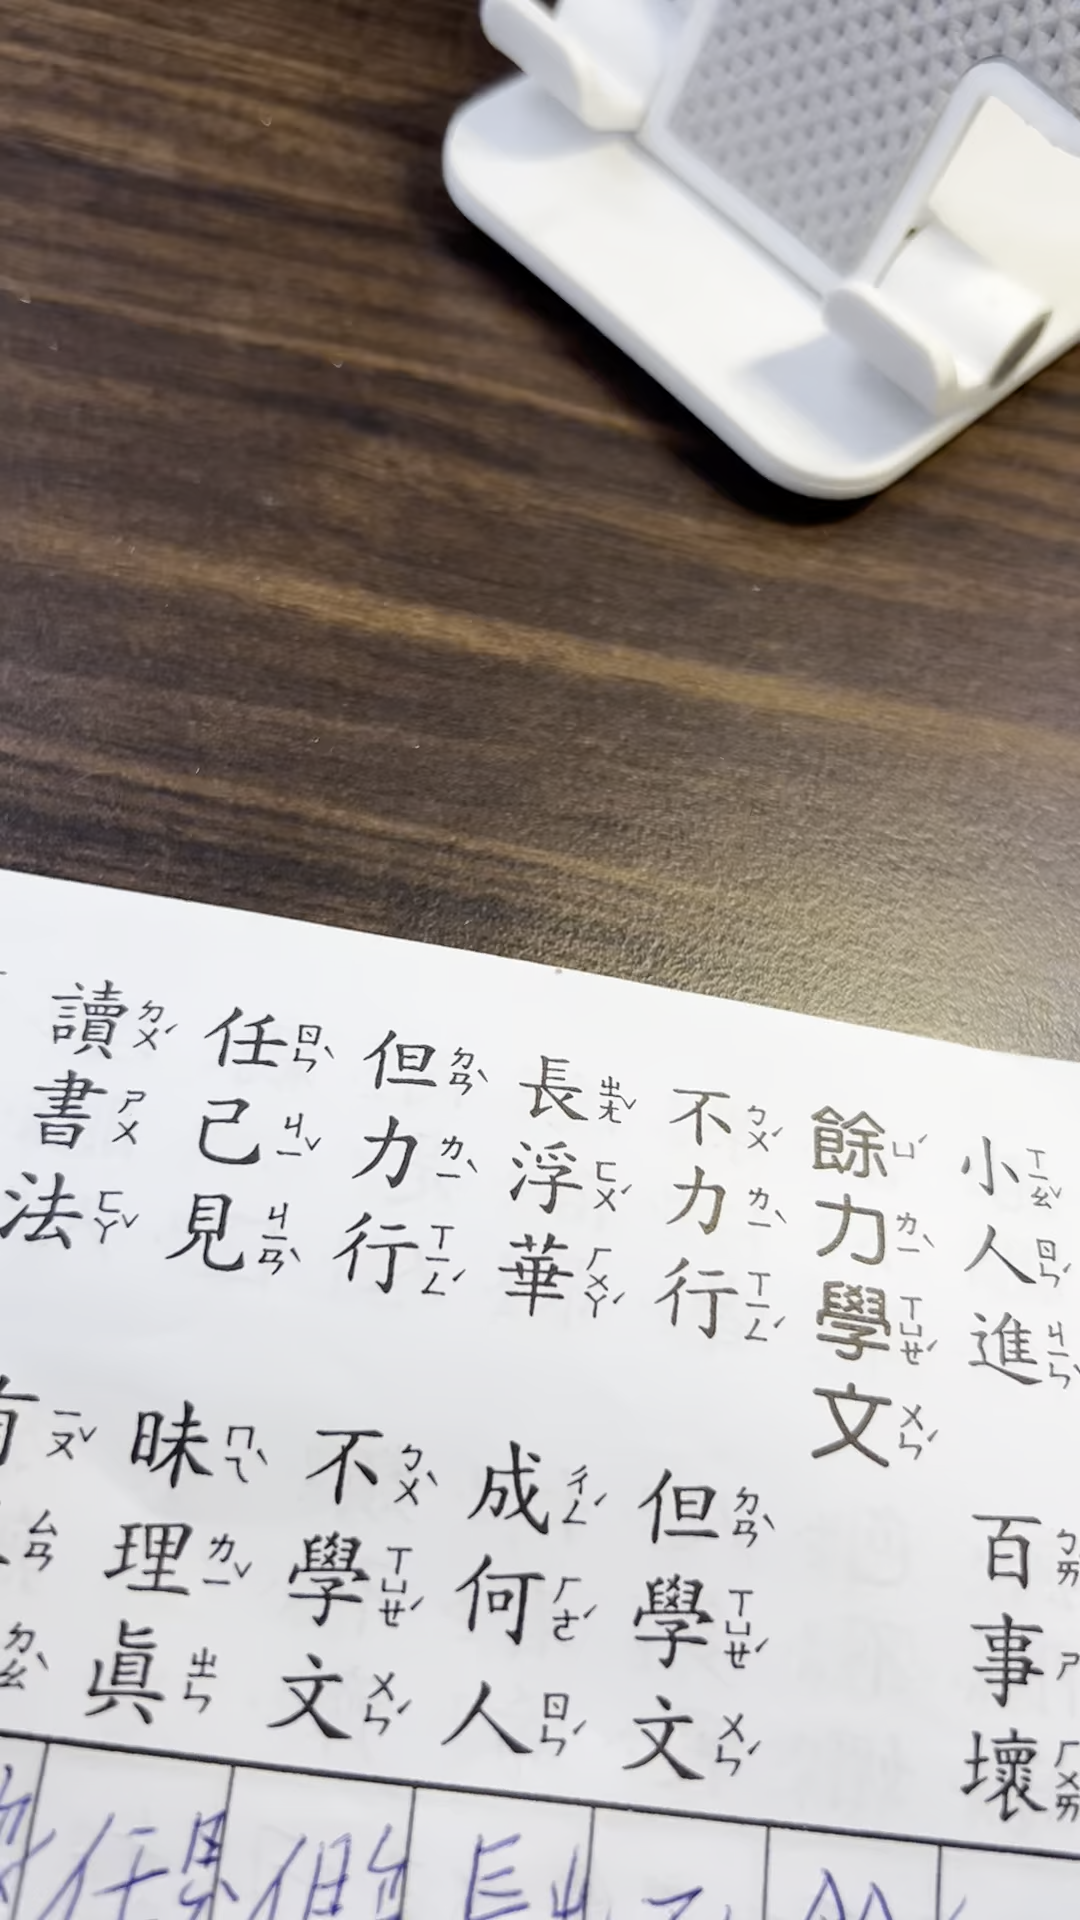 小人進 百事壞
餘力學文
不力行 但學文
長浮華 成何人
但力行 不學文
任己見 昧理真
讀書法